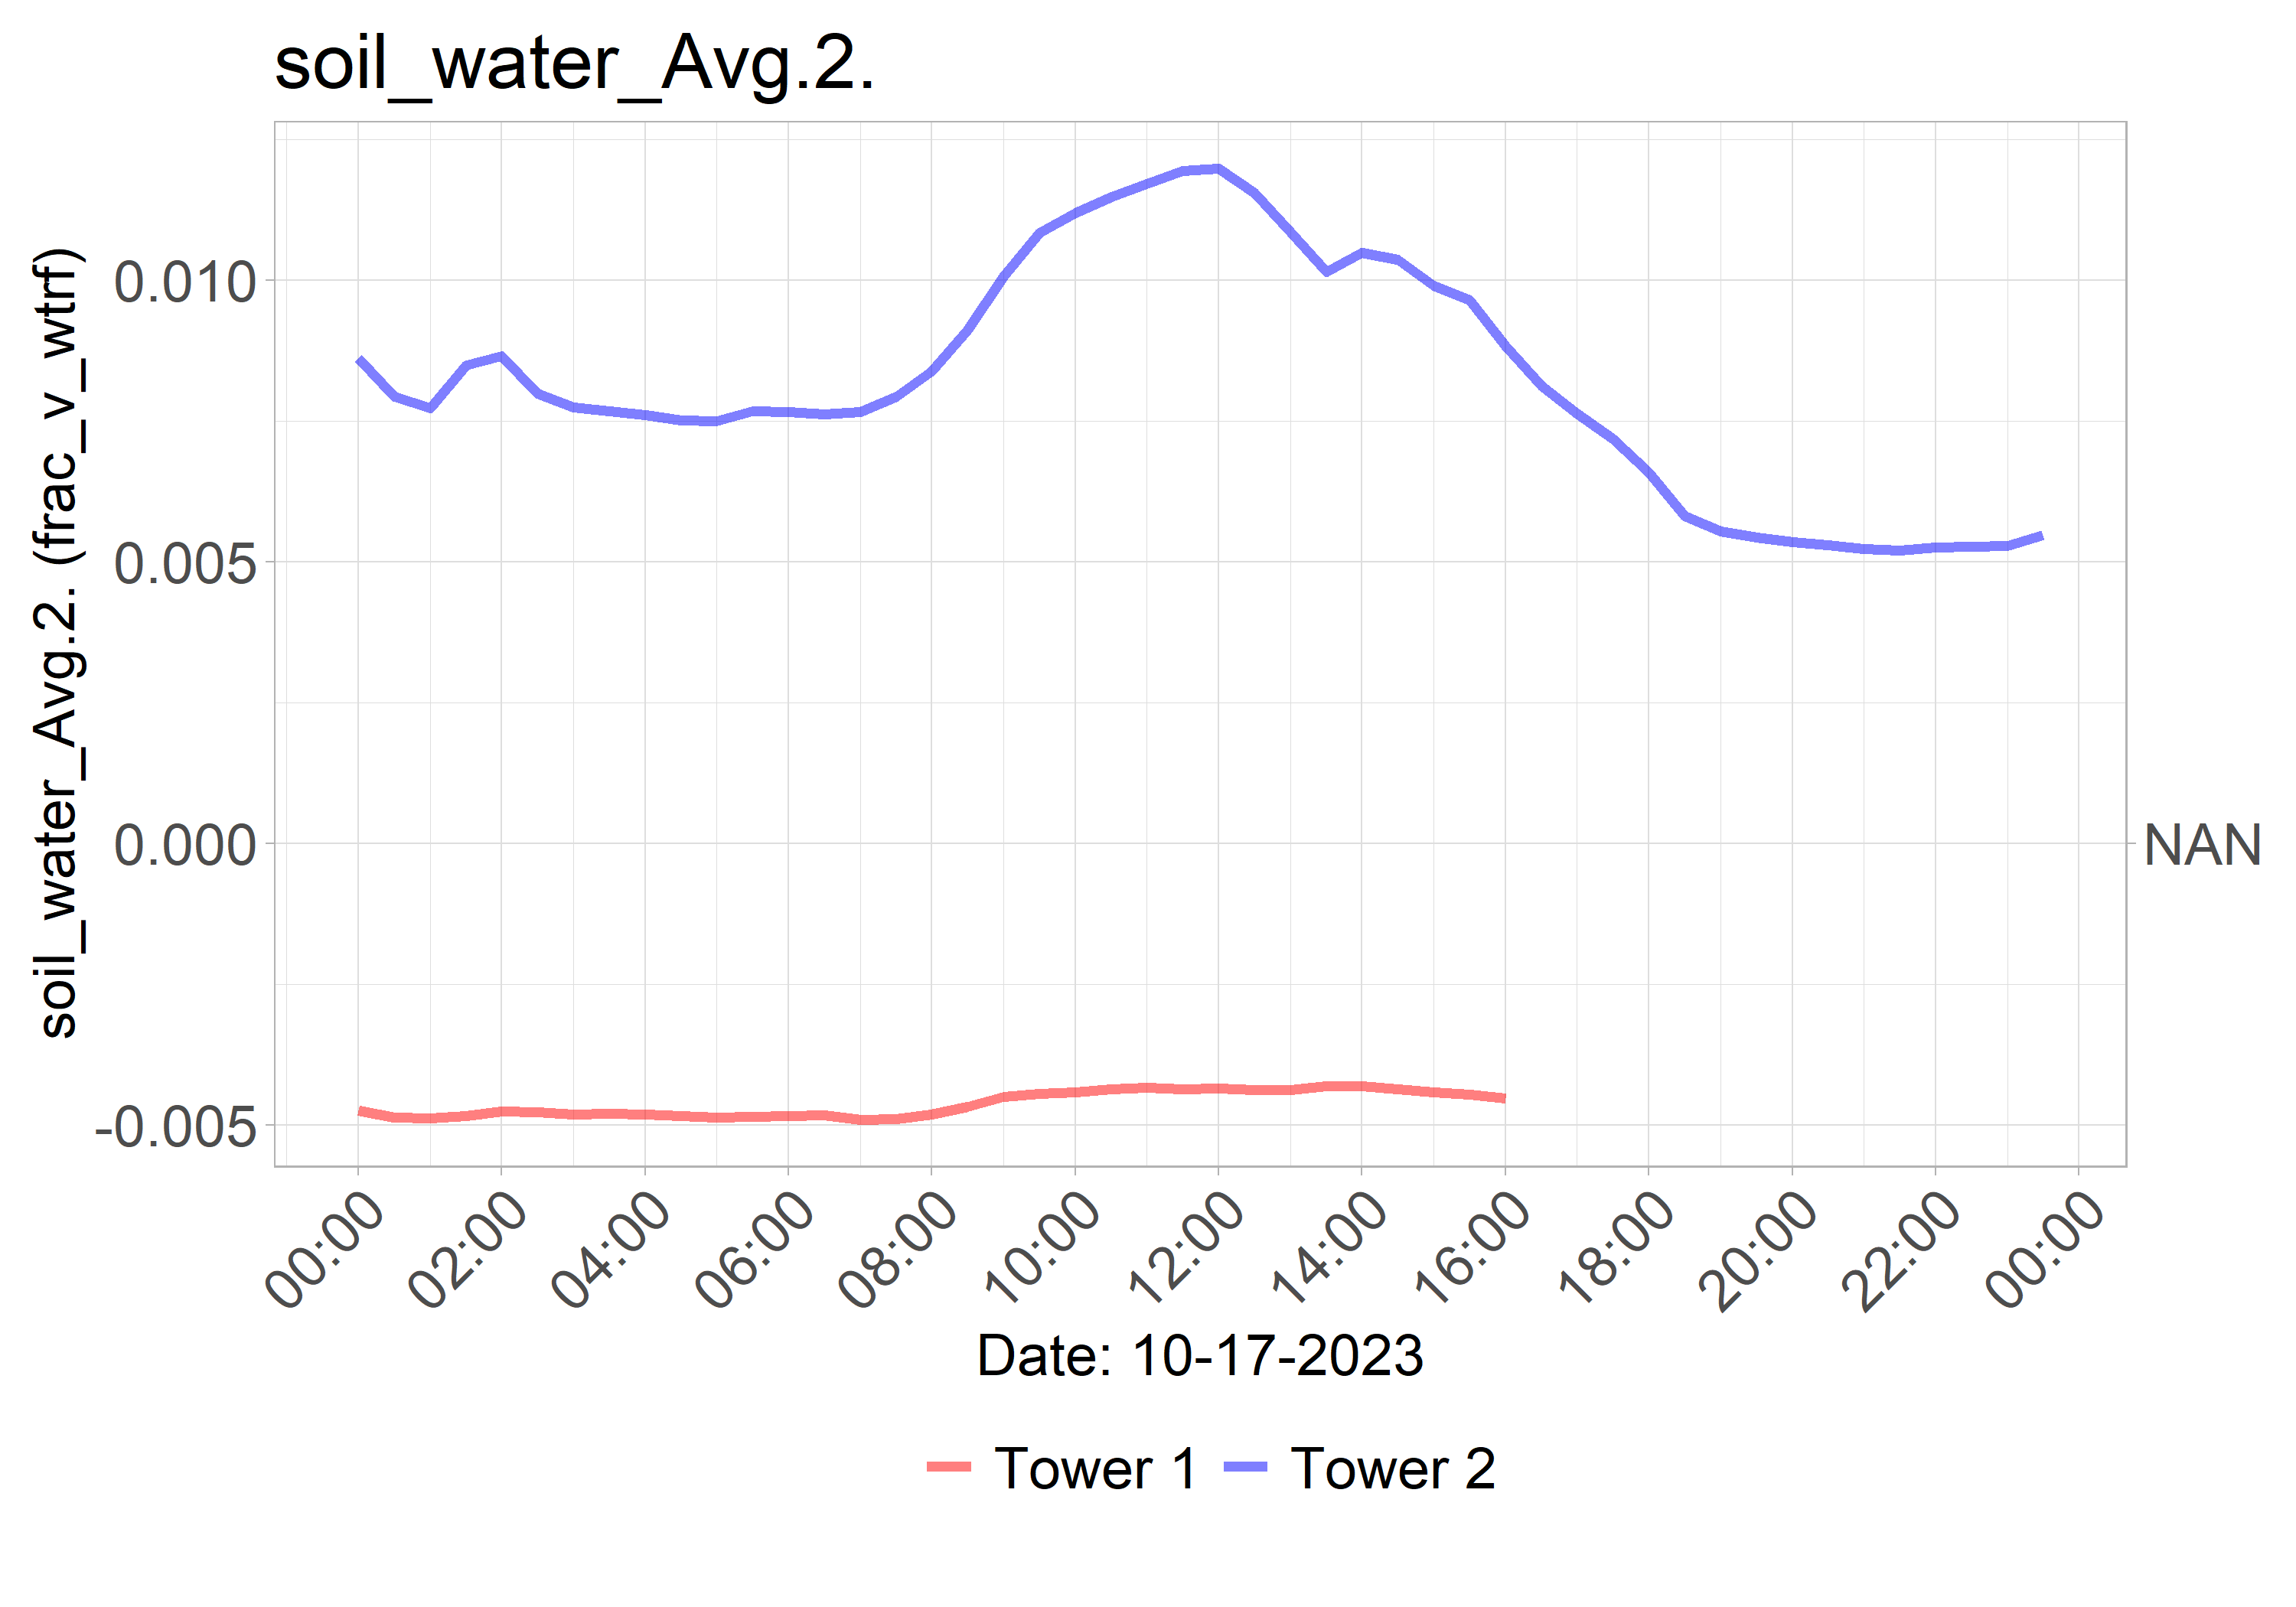 soil_water_Avg.2.
soil_water_Avg.2. (frac_v_wtrf)
0.010
0.005
0.000
-0.005
NAN
00:00
02:00
04:00
06:00
08:00
10:00
12:00
14:00
16:00
18:00
20:00
22:00
00:00
Date: 10-17-2023
Tower 1
Tower 2